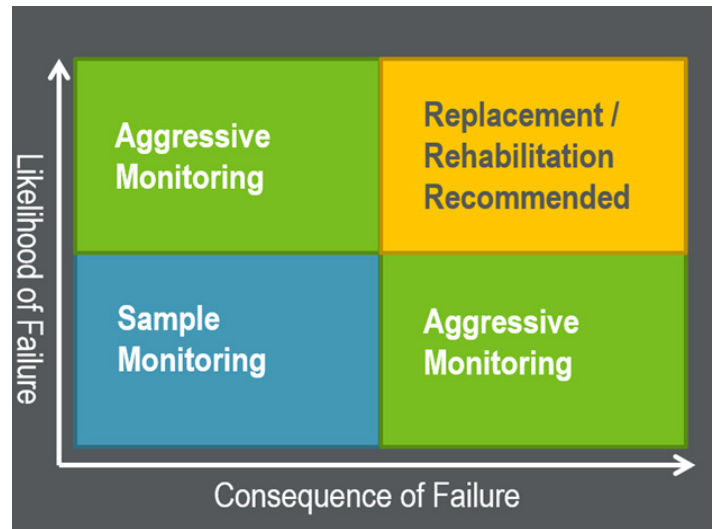 Likelihood of Failure
Aggressive
Monitoring
Replacement /
Rehabilitation
Recommended
Sample
Monitoring
Aggressive
Monitoring
Consequence of Failure